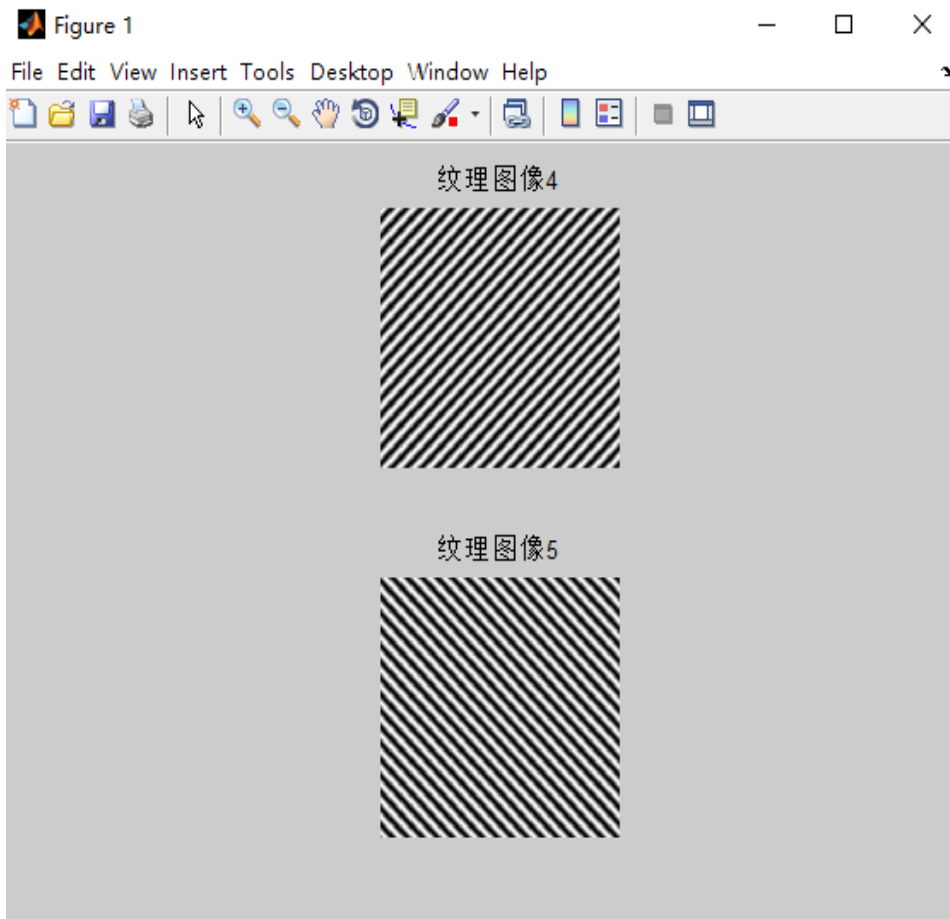 Figure 1
File Edit View Insert Tools Desktop Window Help
纹理图像4
纹理图像5